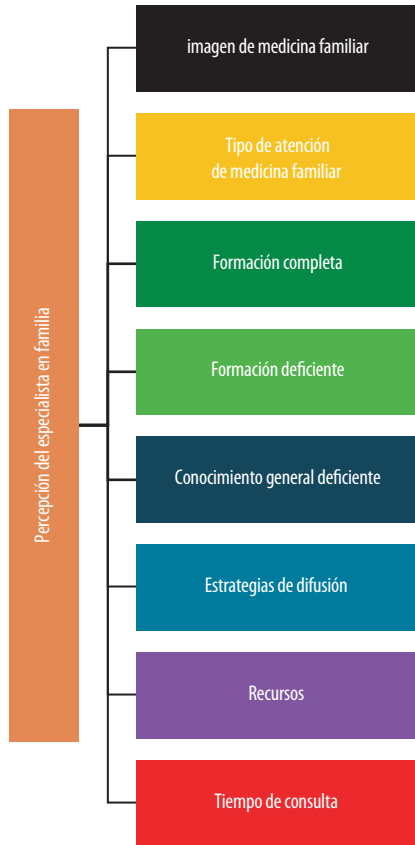 Percepción del especialista en familia
imagen de medicina familiar
Tipo de atención
de medicina familiar
Formación completa
Formación deficiente
Conocimiento general deficiente
Estrategias de difusión
Recursos
Tiempo de consulta